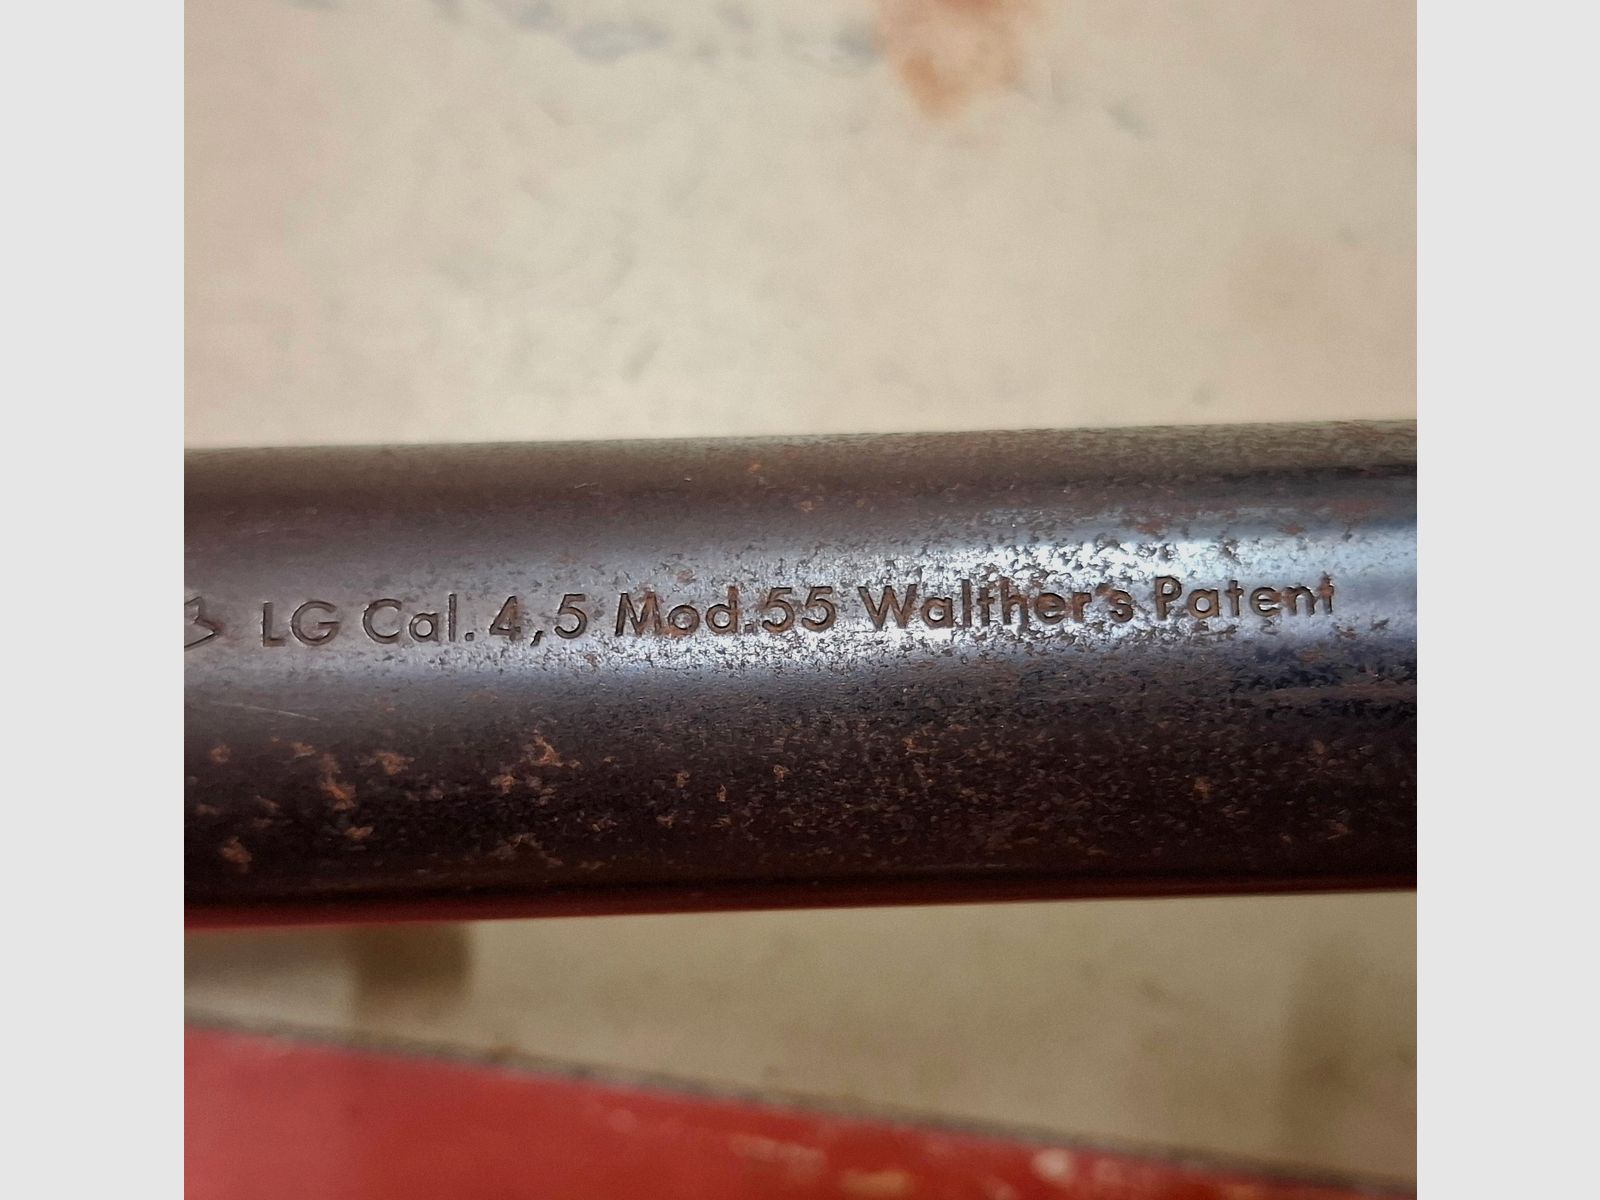 LG Cal. 4,5 Mod. 55 Walther's Patent